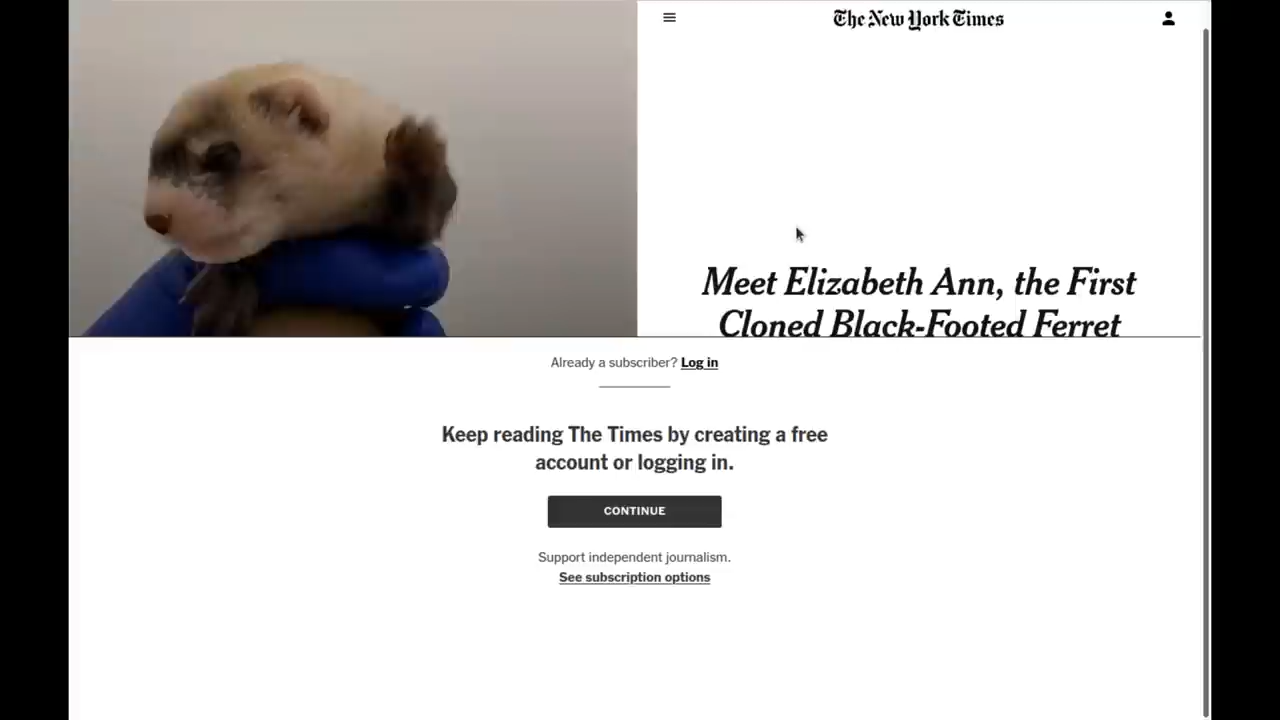 The New York Times
Meet Elizabeth Ann, the First
Cloned Black-Footed Ferret
Already a subscriber? Log in
Keep reading The Times by creating a free
account or logging in.
CONTINUE
Support independent journalism.
See subscription options